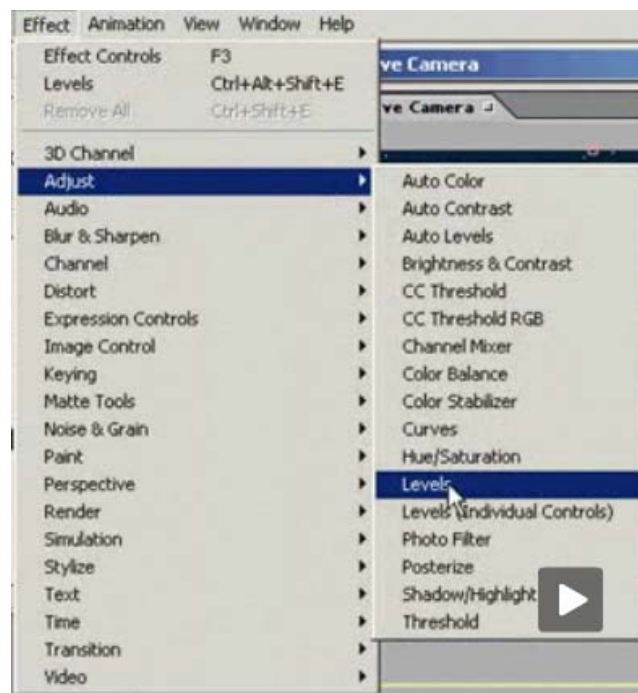 Effect Animation View Window Help
Effect Controls F3
Levels Ctrl+Alt+Shift+E
Remove All Ctrl+Shift+E
3D Channel
Adjust
Audio
Blur & Sharpen
Channel
Distort
Expression Controls
Image Control
Keying
Matte Tools
Noise & Grain
Paint
Perspective
Render
Simulation
Stylize
Text
Time
Transition
Video
ve Camera
ve Camera
Auto Color
Auto Contrast
Auto Levels
Brightness & Contrast
CC Threshold
CC Threshold RGB
Channel Mixer
Color Balance
Color Stabilizer
Curves
Hue/Saturation
Levels
Levels (Individual Controls)
Photo Filter
Posterize
Shadow/Highlight
Threshold